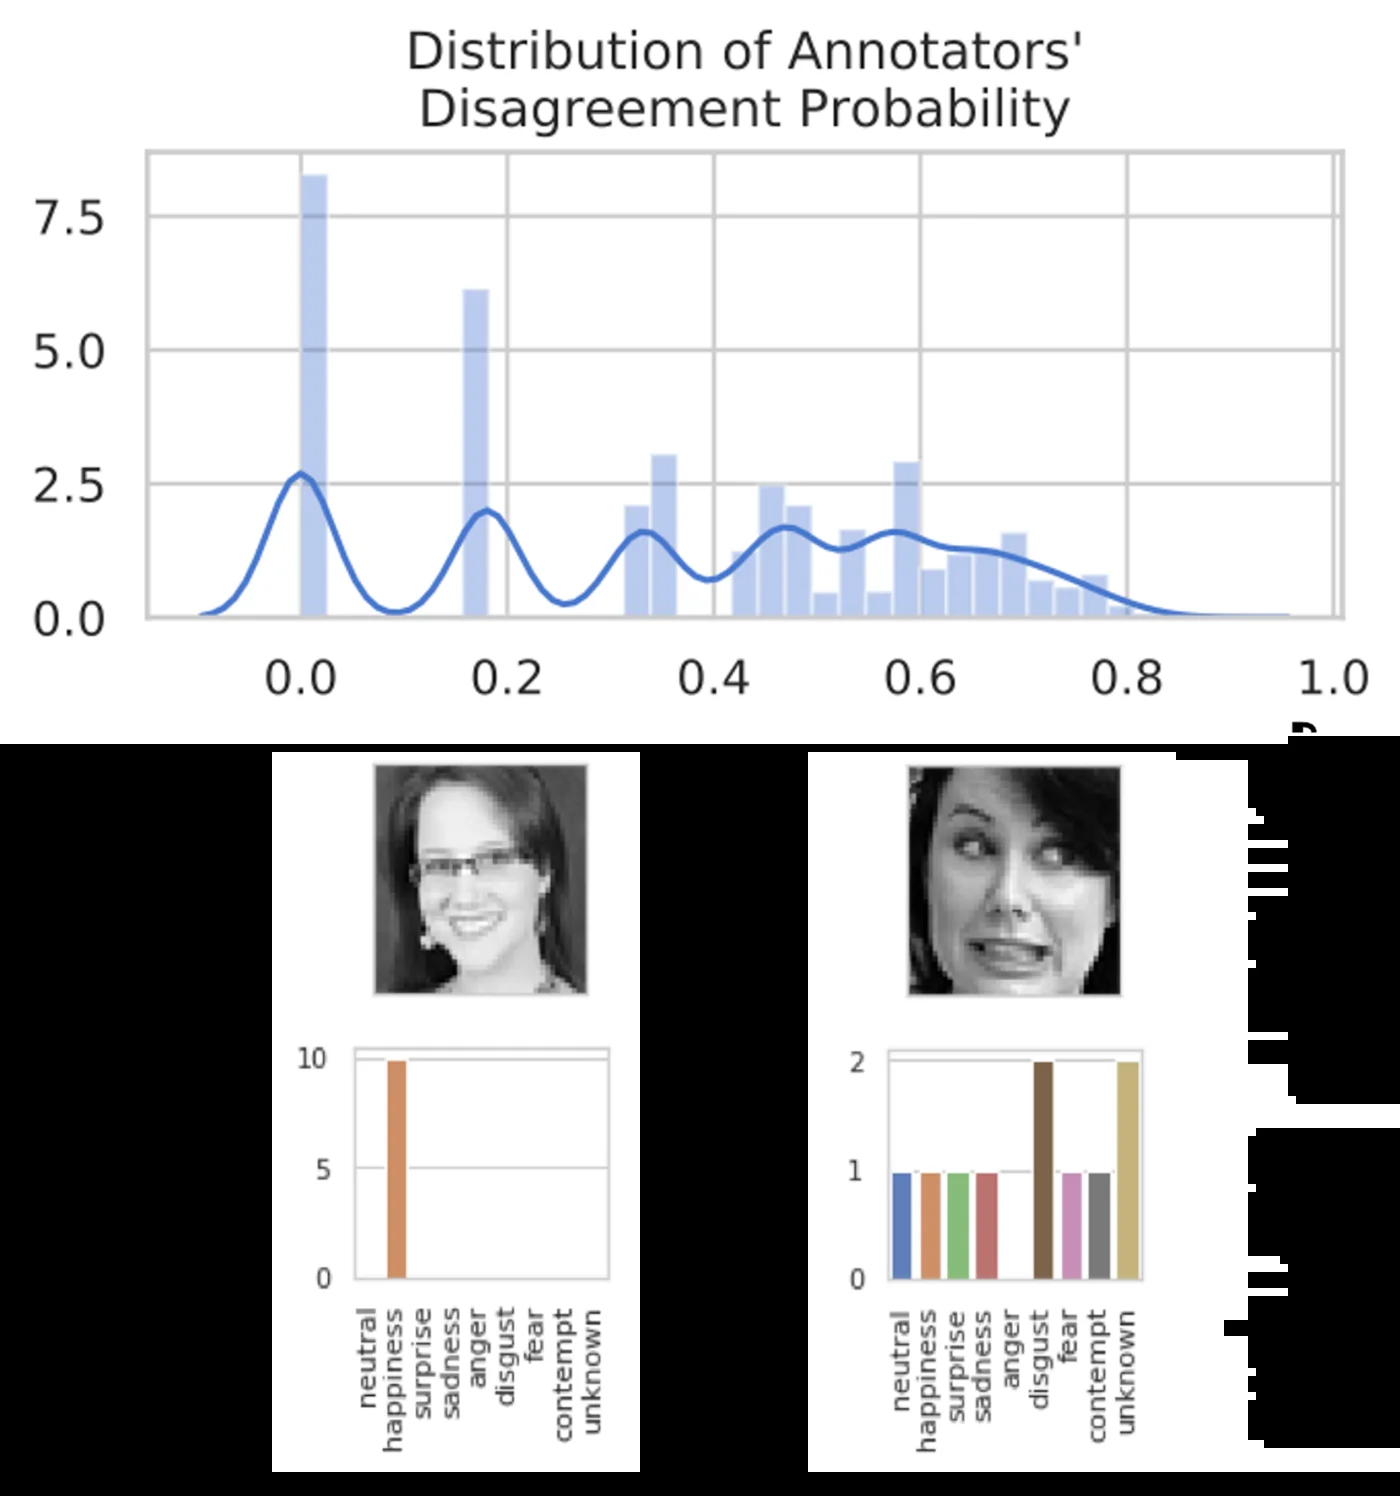 Distribution of Annotators'
Disagreement Probability
7.5
5.0
2.5
0.0
0.0 0.2 0.4 0.6 0.8 1.0
10
5
0
neutral
happiness
surprise
sadness
anger
disgust
fear
contempt
unknown
2
1
0
neutral
happiness
surprise
sadness
anger
disgust
fear
contempt
unknown